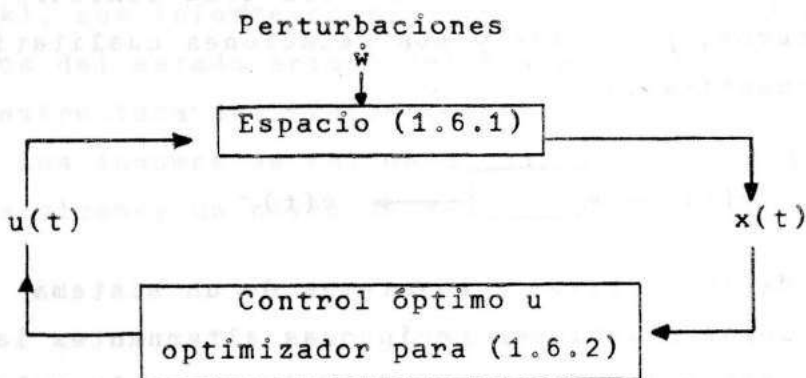 Perturbaciones
ẇ
Espacio (1.6.1)
u(t)
x(t)
Control óptimo u
optimizador para (1.6.2)